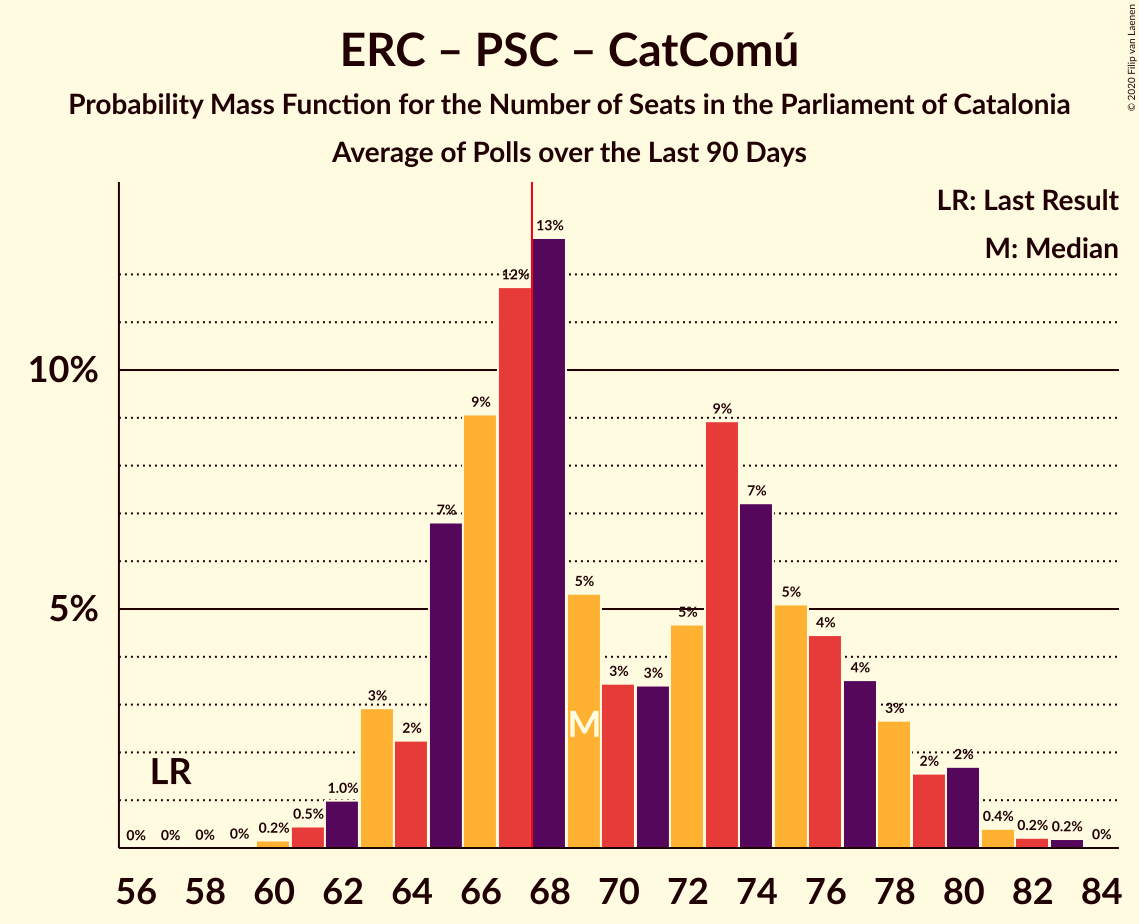 ERC – PSC – CatComú
Probability Mass Function for the Number of Seats in the Parliament of Catalonia
Average of Polls over the Last 90 Days
© 2020 Filip van Laenen
LR: Last Result
M: Median
10%
5%
0% 0% 0% 0% 0.2% 0.5% 1.0% 3% 2% 7% 9% 12% 13% 5% 3% 3% 5% 9% 7% 5% 4% 4% 3% 2% 2% 0.4% 0.2% 0.2% 0%
LR
M
56 58 60 62 64 66 68 70 72 74 76 78 80 82 84